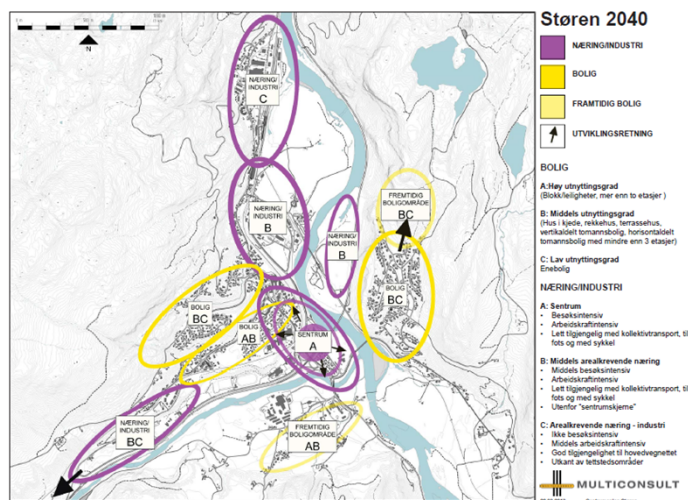 Støren 2040
NÆRING/INDUSTRI
BOLIG
FRAMTIDIG BOLIG
UTVIKLINGSRETNING
BOLIG
A:Høy utnyttingsgrad
(Blokk/leiligheter, mer enn to etasjer )
B: Middels utnyttingsgrad
(Hus i kjede, rekkehus, terrassehus,
vertikaldelt tomannsbolig, horisontaldelt
tomannsbolig med mindre enn 3 etasjer)
C: Lav utnyttingsgrad
Enebolig
NÆRING/INDUSTRI
A: Sentrum
• Besøksintensiv
• Arbeidskraftintensiv
• Lett tilgjengelig med kollektivtransport, til
fots og med sykkel
B: Middels arealkrevende næring
• Middels besøksintensiv
• Arbeidskraftintensiv
• Lett tilgjengelig med kollektivtransport, til
fots og med sykkel
• Utenfor "sentrumskjerne"
C: Arealkrevende næring - industri
• Ikke besøksintensiv
• Middels arbeidskraftintensiv
• God tilgjengelighet til hovedvegnettet
• Utkant av tettstedsområder
MULTICONSULT
N
NÆRING/
INDUSTRI
C
NÆRING/
INDUSTRI
B
NÆRING/
INDUSTRI
B
FREMTIDIG
BOLIGOMRÅDE
BC
BOLIG
BC
BOLIG
BC
BOLIG
AB
SENTRUM
A
NÆRING/
INDUSTRI
BC
FREMTIDIG
BOLIGOMRÅDE
AB